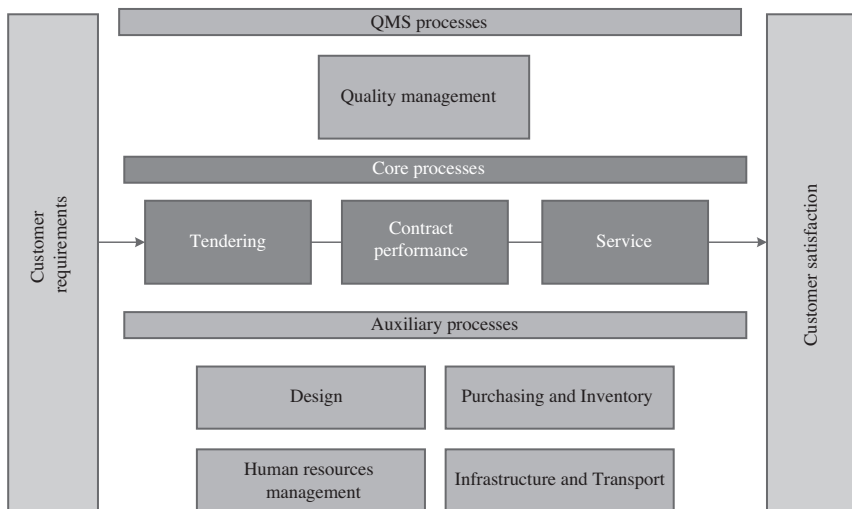 QMS processes
Quality management
Customer
requirements
Core processes
Tendering
Contract
performance
Service
Customer satisfaction
Auxiliary processes
Design
Purchasing and Inventory
Human resources
management
Infrastructure and Transport